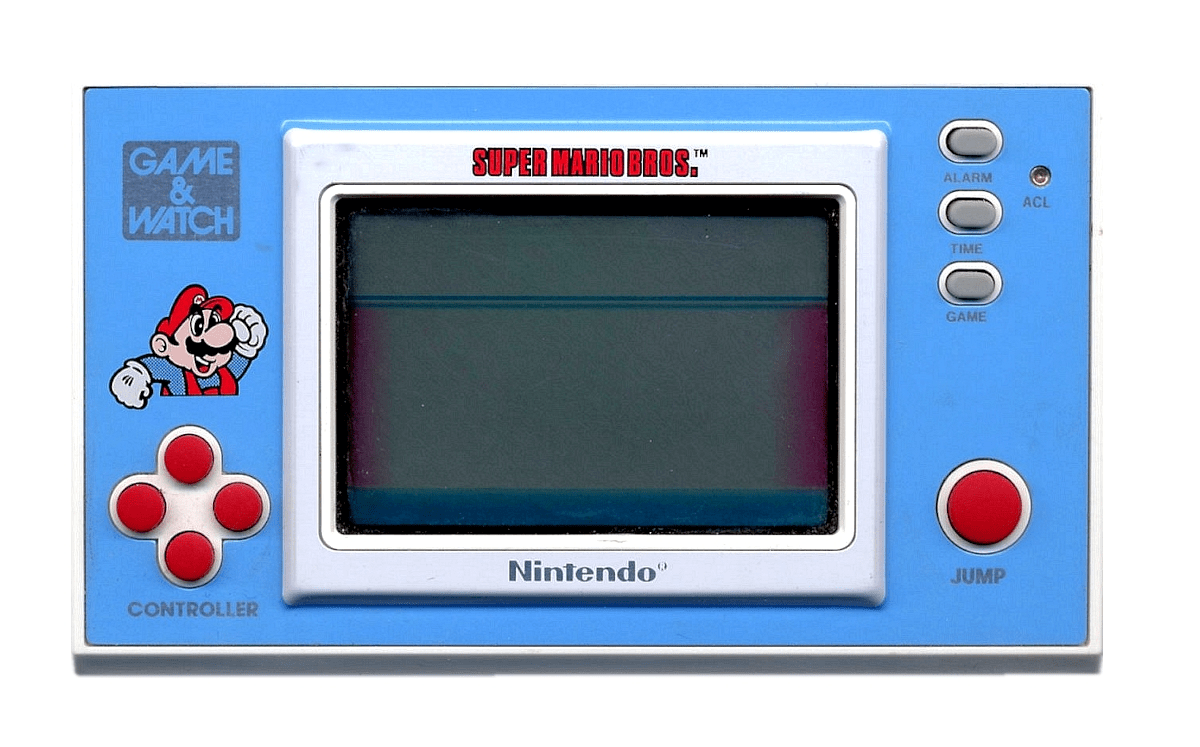 GAME
&
WATCH
SUPER MARIO BROS.™
ALARM
ACL
TIME
GAME
Nintendo®
JUMP
CONTROLLER